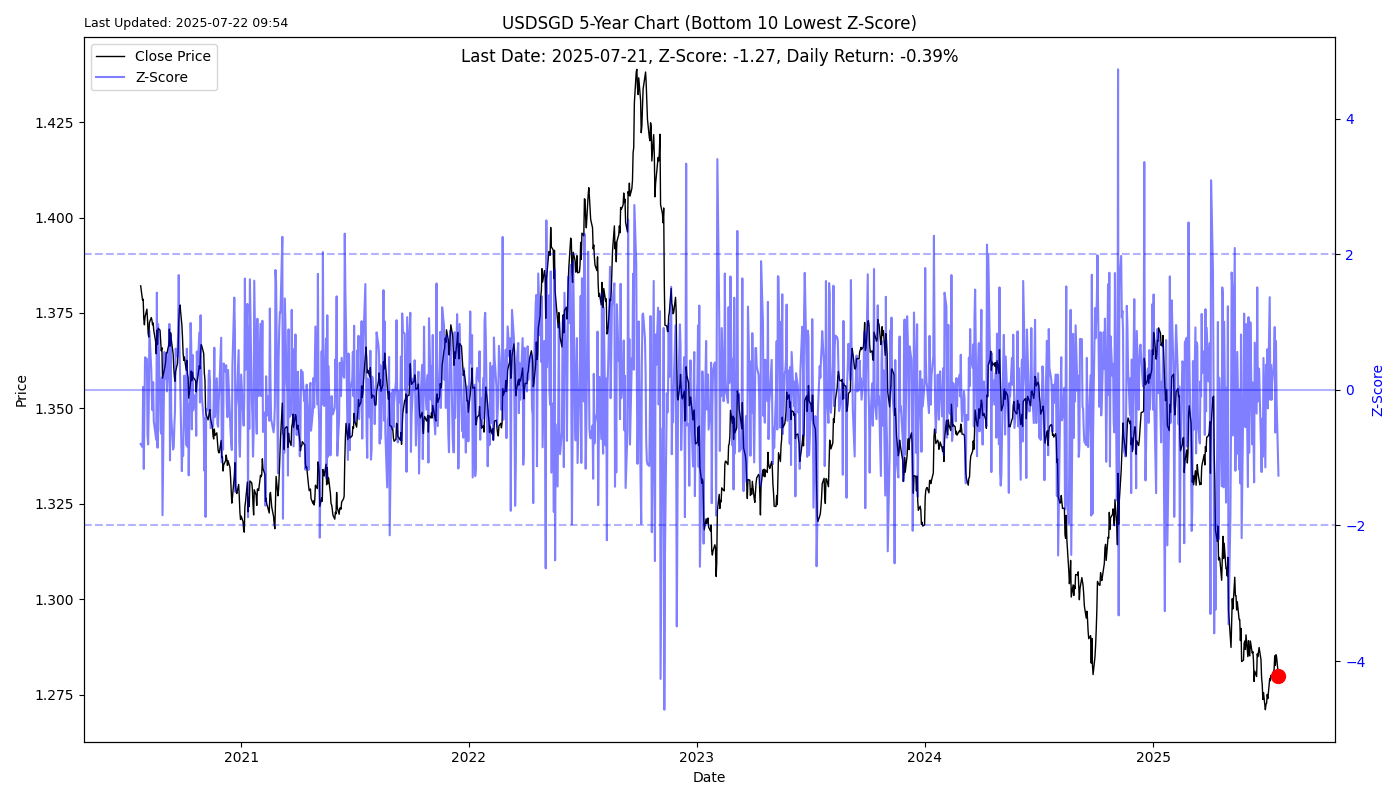 Last Updated: 2025-07-22 09:54
USDSGD 5-Year Chart (Bottom 10 Lowest Z-Score)
Last Date: 2025-07-21, Z-Score: -1.27, Daily Return: -0.39%
Close Price
Z-Score
1.425
1.400
1.375
1.350
1.325
1.300
1.275
Price
4
2
0
−2
−4
Z-Score
2021
2022
2023
2024
2025
Date